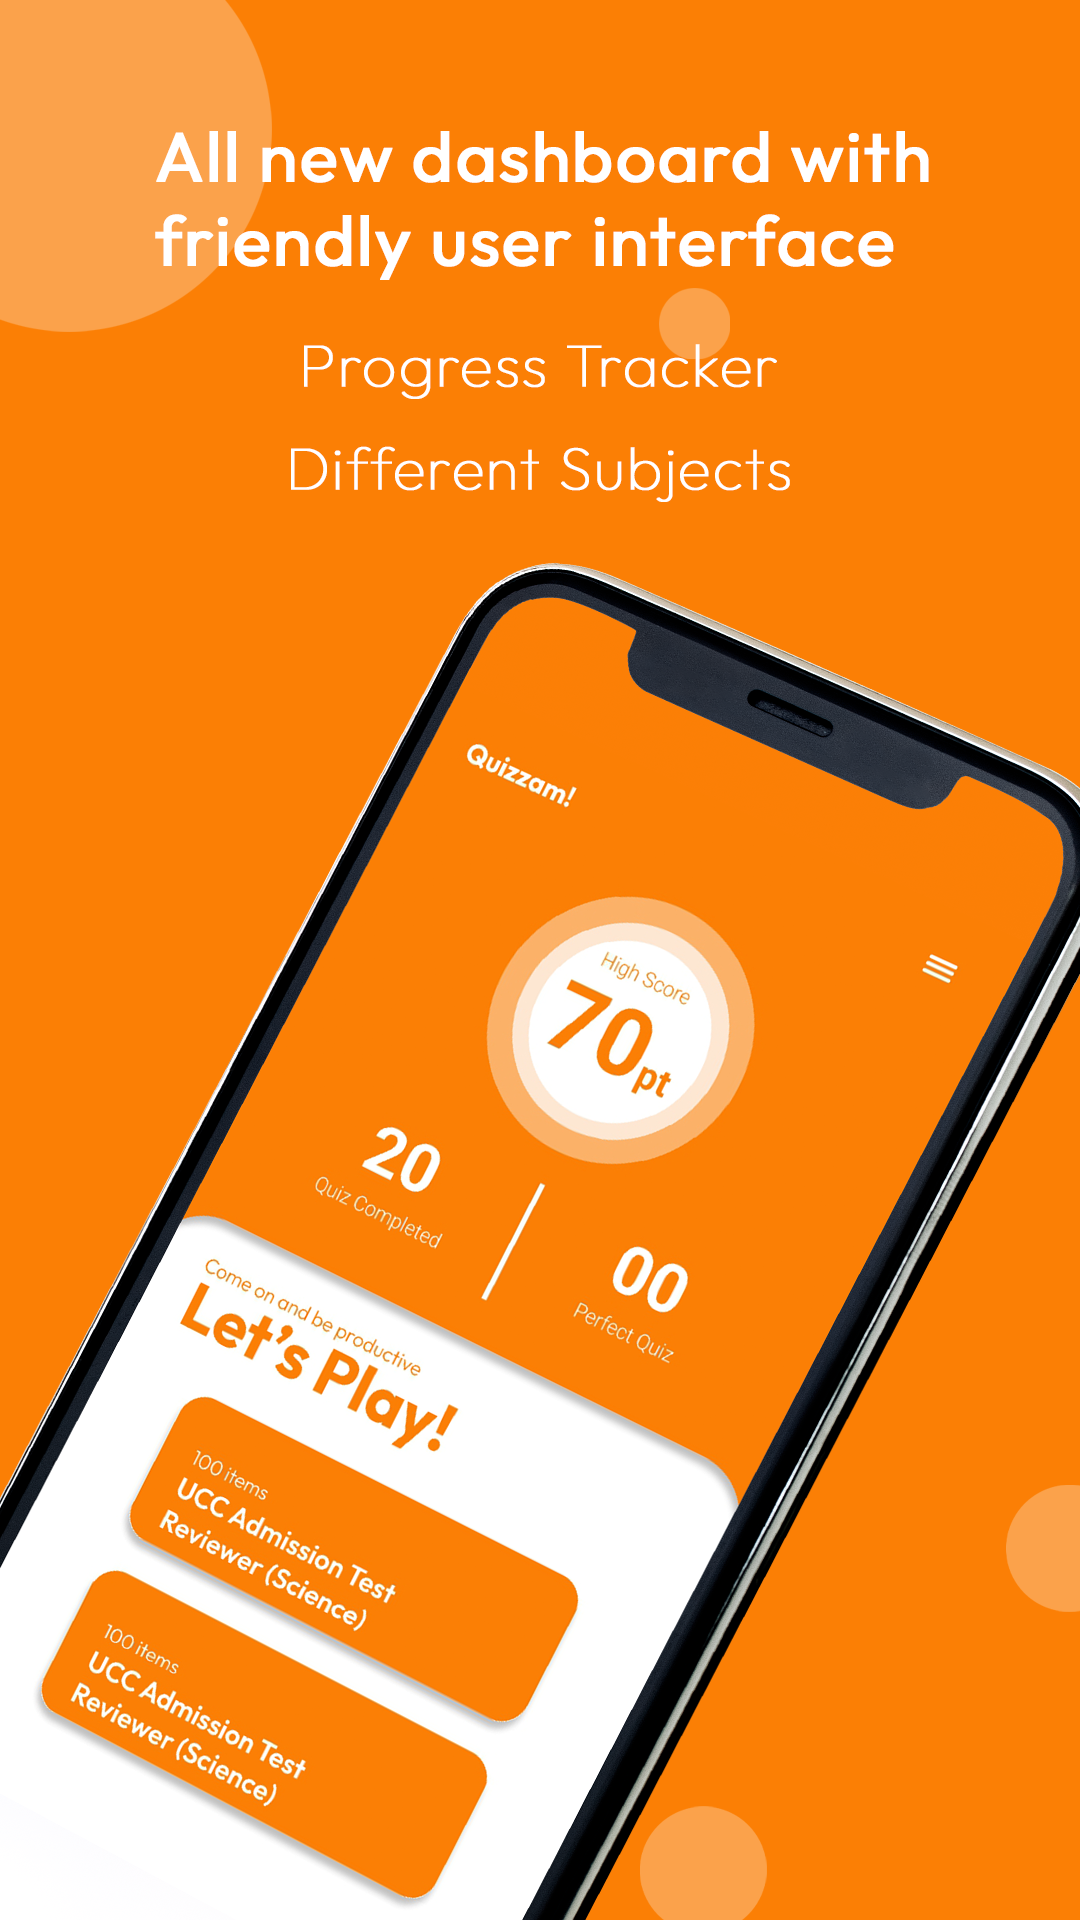 All new dashboard with
friendly user interface
Progress Tracker
Different Subjects
Quizzam!
High Score
70pt
20
Quiz Completed
00
Perfect Quiz
Come on and be productive
Let's Play!
100 items
UCC Admission Test
Reviewer (Science)
100 items
UCC Admission Test
Reviewer (Science)